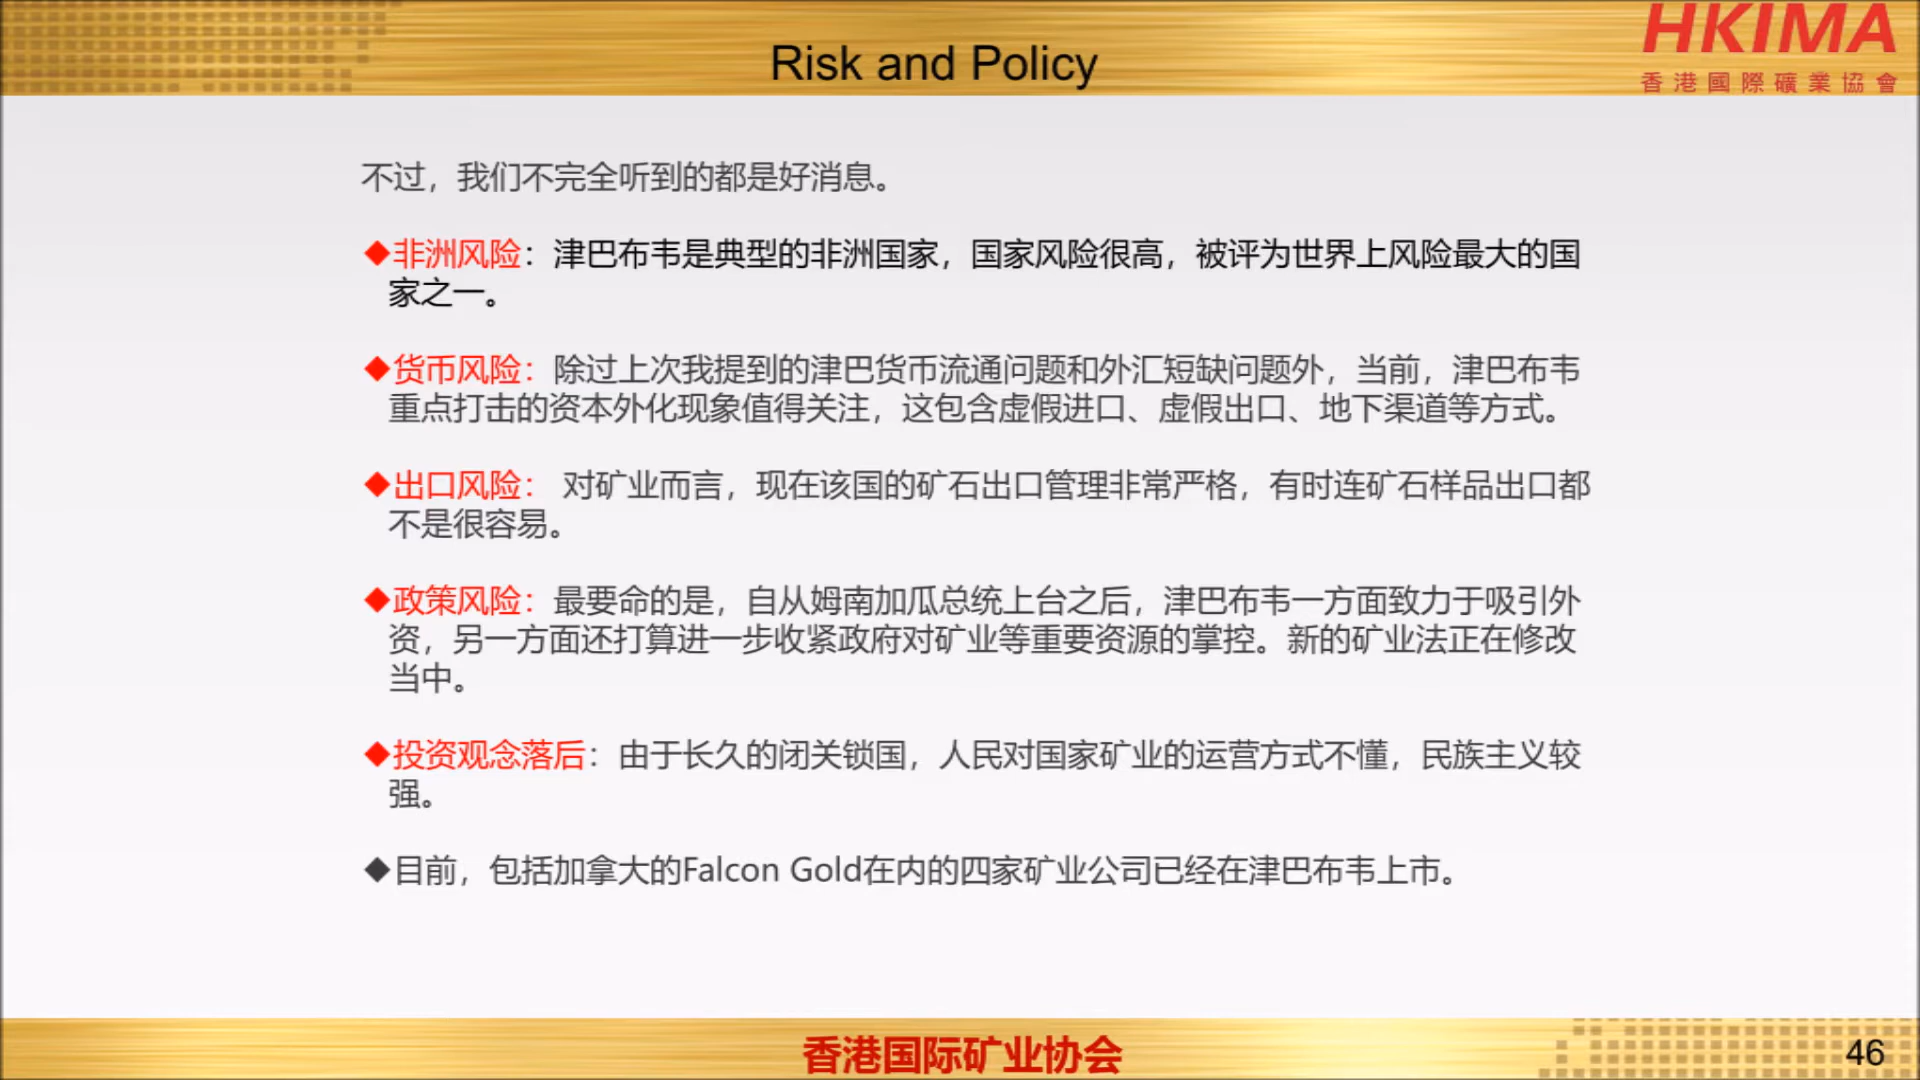 Risk and Policy
HKIMA
香港國際礦業協會
不过，我们不完全听到的都是好消息。
◆非洲风险：津巴布韦是典型的非洲国家，国家风险很高，被评为世界上风险最大的国
家之一。
◆货币风险：除过上次我提到的津巴货币流通问题和外汇短缺问题外，当前，津巴布韦
重点打击的资本外化现象值得关注，这包含虚假进口、虚假出口、地下渠道等方式。
◆出口风险： 对矿业而言，现在该国的矿石出口管理非常严格，有时连矿石样品出口都
不是很容易。
◆政策风险：最要命的是，自从姆南加瓜总统上台之后，津巴布韦一方面致力于吸引外
资，另一方面还打算进一步收紧政府对矿业等重要资源的掌控。新的矿业法正在修改
当中。
◆投资观念落后：由于长久的闭关锁国，人民对国家矿业的运营方式不懂，民族主义较
强。
◆目前，包括加拿大的Falcon Gold在内的四家矿业公司已经在津巴布韦上市。
香港国际矿业协会
46